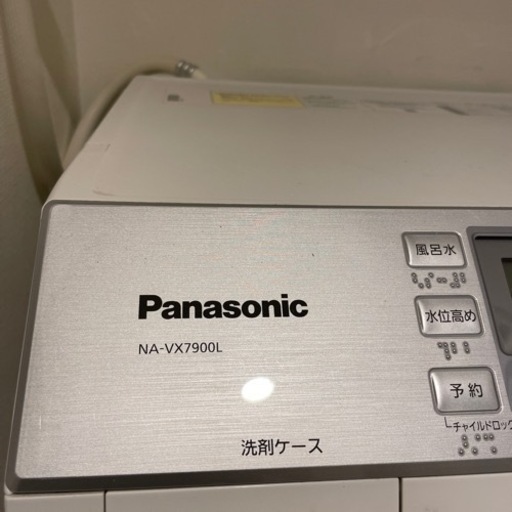 風呂水
Panasonic
水位高め
NA-VX7900L
予約
チャイルドロック
洗剤ケース